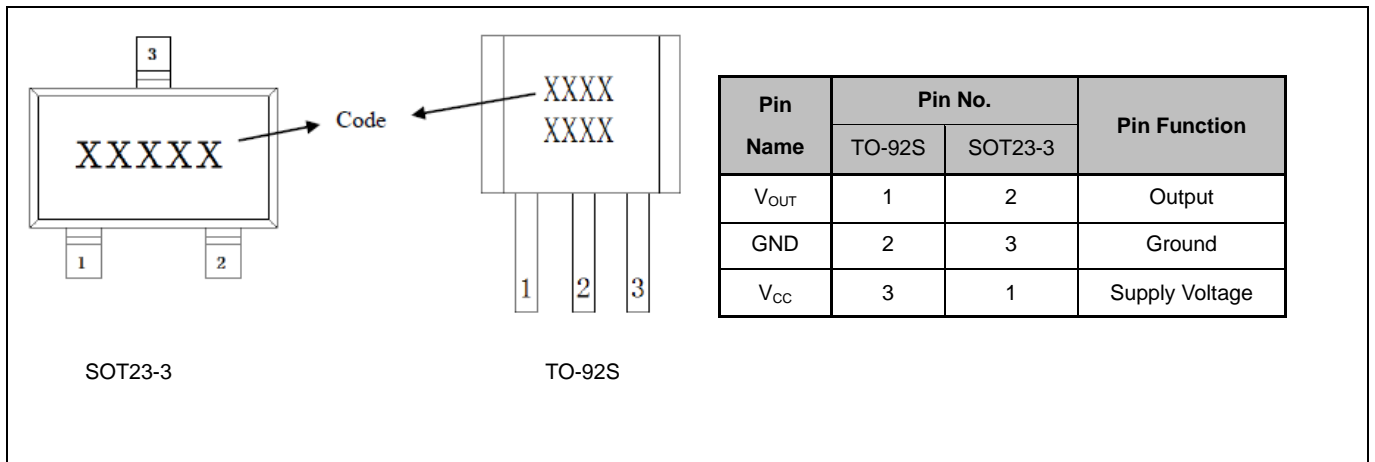 3
XXXXX
1
2
Code
XXXX
XXXX
1
2
3
SOT23-3
TO-92S
Pin Name
Pin No.
Pin Function
TO-92S
SOT23-3
VOUT 1 2 Output
GND 2 3 Ground
VCC 3 1 Supply Voltage